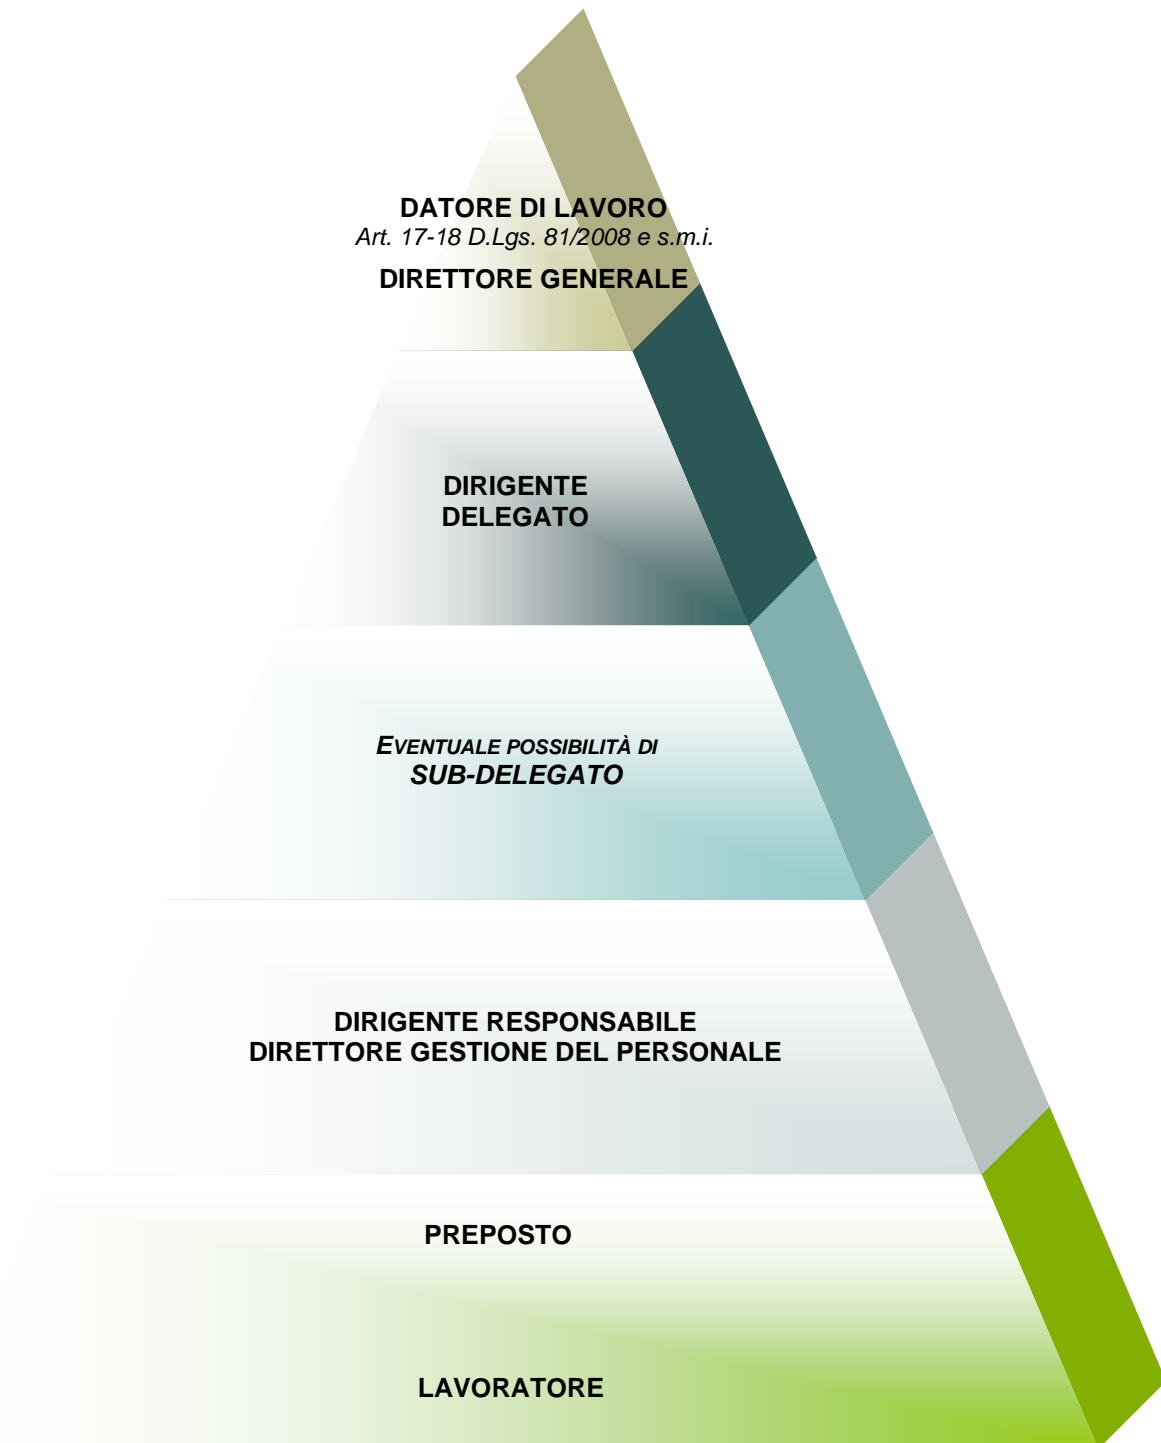 DATORE DI LAVORO
Art. 17-18 D.Lgs. 81/2008 e s.m.i.
DIRETTORE GENERALE
DIRIGENTE
DELEGATO
EVENTUALE POSSIBILITÀ DI
SUB-DELEGATO
DIRIGENTE RESPONSABILE
DIRETTORE GESTIONE DEL PERSONALE
PREPOSTO
LAVORATORE